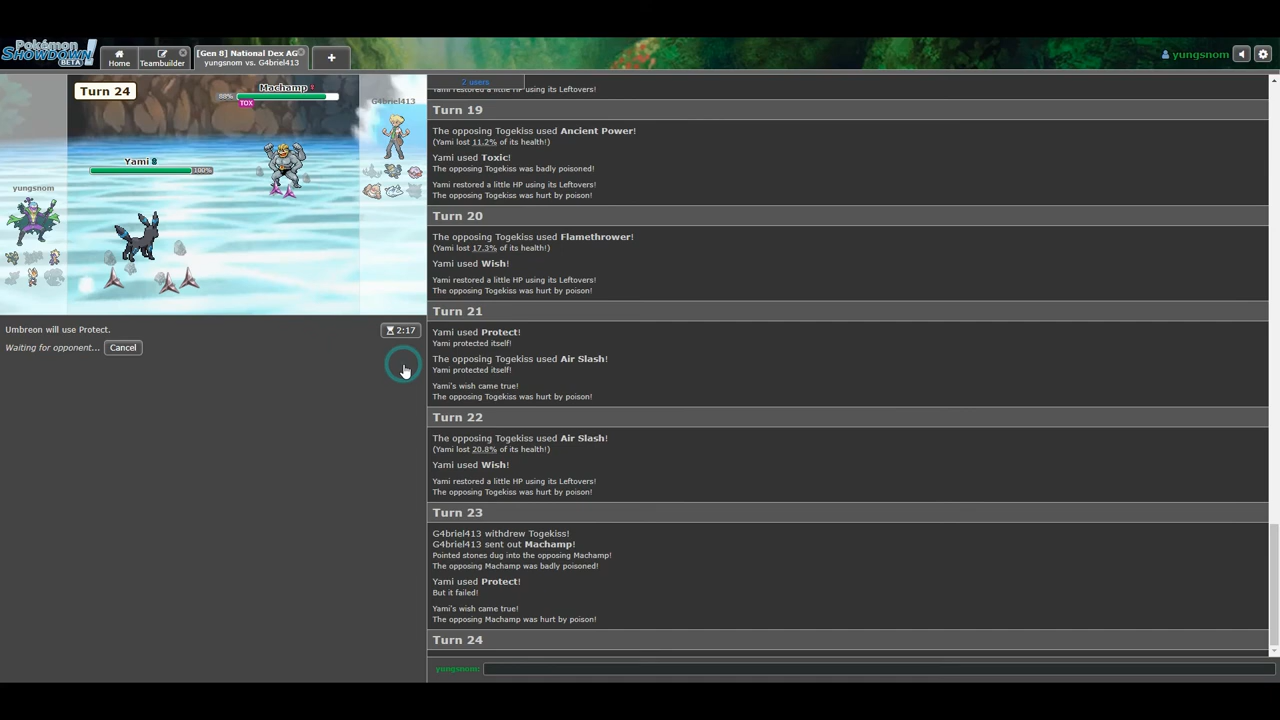 Pokémon
SHOWDOWN!
BETA
Home
Teambuilder
[Gen 8] National Dex AG
yungsnom vs. G4briel413
+
yungsnom
Turn 24
Machamp
88%
TOX
G4briel413
Yami
100%
yungsnom
Umbreon will use Protect.
2:17
Waiting for opponent...
Cancel
2 users
Yami restored a little HP using its Leftovers!
Turn 19
The opposing Togekiss used Ancient Power!
(Yami lost 11.2% of its health!)
Yami used Toxic!
The opposing Togekiss was badly poisoned!
Yami restored a little HP using its Leftovers!
The opposing Togekiss was hurt by poison!
Turn 20
The opposing Togekiss used Flamethrower!
(Yami lost 17.3% of its health!)
Yami used Wish!
Yami restored a little HP using its Leftovers!
The opposing Togekiss was hurt by poison!
Turn 21
Yami used Protect!
Yami protected itself!
The opposing Togekiss used Air Slash!
Yami protected itself!
Yami's wish came true!
The opposing Togekiss was hurt by poison!
Turn 22
The opposing Togekiss used Air Slash!
(Yami lost 20.8% of its health!)
Yami used Wish!
Yami restored a little HP using its Leftovers!
The opposing Togekiss was hurt by poison!
Turn 23
G4briel413 withdrew Togekiss!
G4briel413 sent out Machamp!
Pointed stones dug into the opposing Machamp!
The opposing Machamp was badly poisoned!
Yami used Protect!
But it failed!
Yami's wish came true!
The opposing Machamp was hurt by poison!
Turn 24
yungsnom: